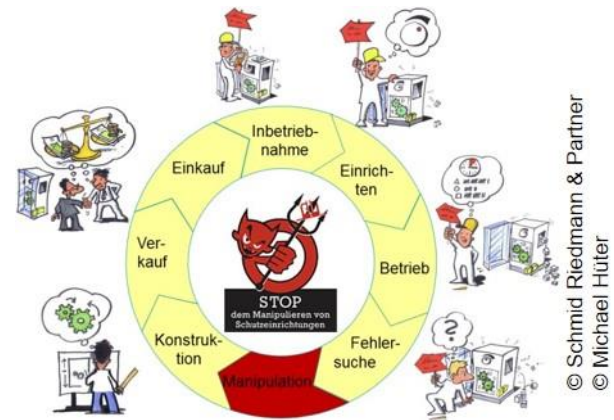 Inbetrieb-
nahme
Einrich-
ten
Betrieb
Fehler-
suche
Manipulation
Konstruk-
tion
Ver-
kauf
Einkauf
STOP
dem Manipulieren von
Schutzeinrichtungen
?
© Schmid Riedmann & Partner
© Michael Hüter